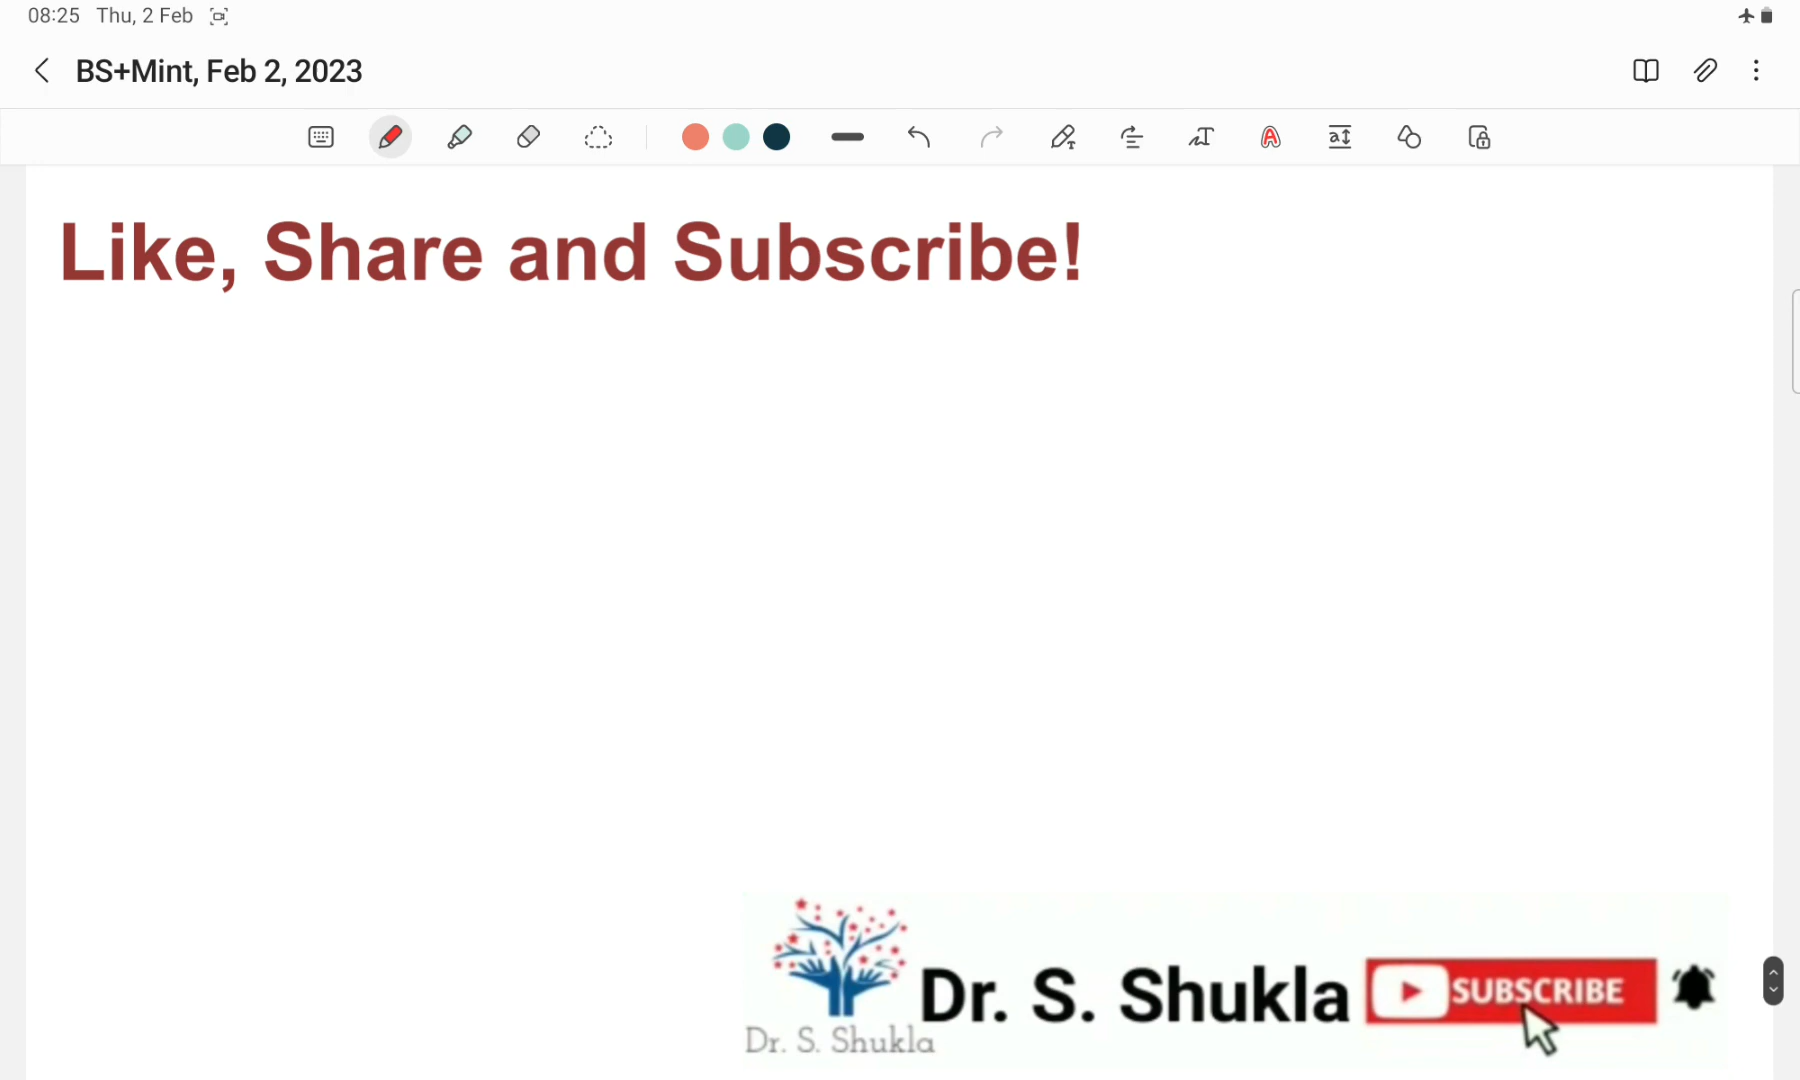 08:25 Thu, 2 Feb
BS+Mint, Feb 2, 2023
Like, Share and Subscribe!
Dr. S. Shukla SUBSCRIBE
Dr. S. Shukla